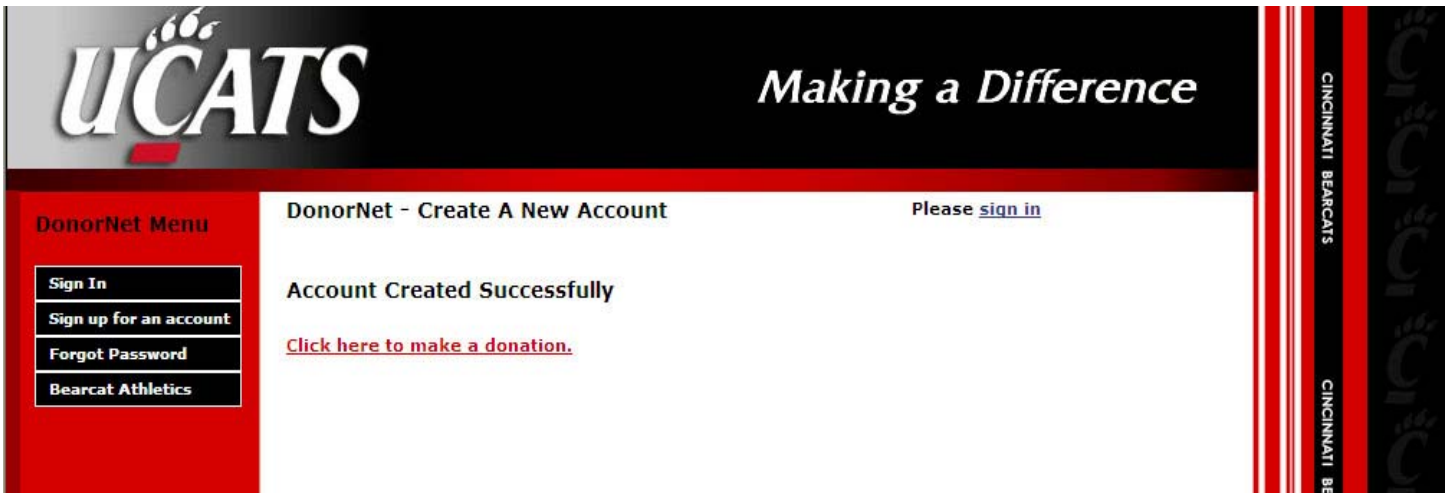 UCATS
Making a Difference
DonorNet Menu
Sign In
Sign up for an account
Forgot Password
Bearcat Athletics
DonorNet - Create A New Account
Please sign in
Account Created Successfully
Click here to make a donation.
CINCINNATI BEARCATS
CINCINNATI BE